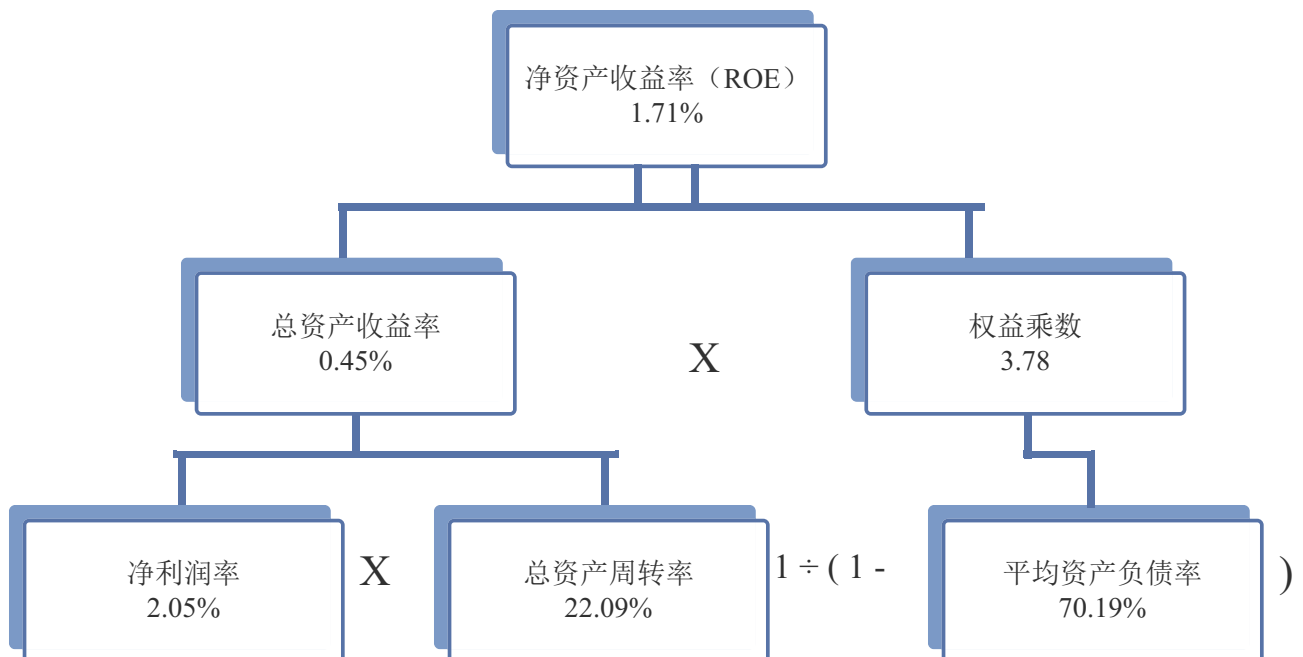 净资产收益率（ROE）
1.71%
总资产收益率
0.45%
X
权益乘数
3.78
净利润率
2.05%
X
总资产周转率
22.09%
1 ÷ ( 1 -
平均资产负债率
70.19%
)